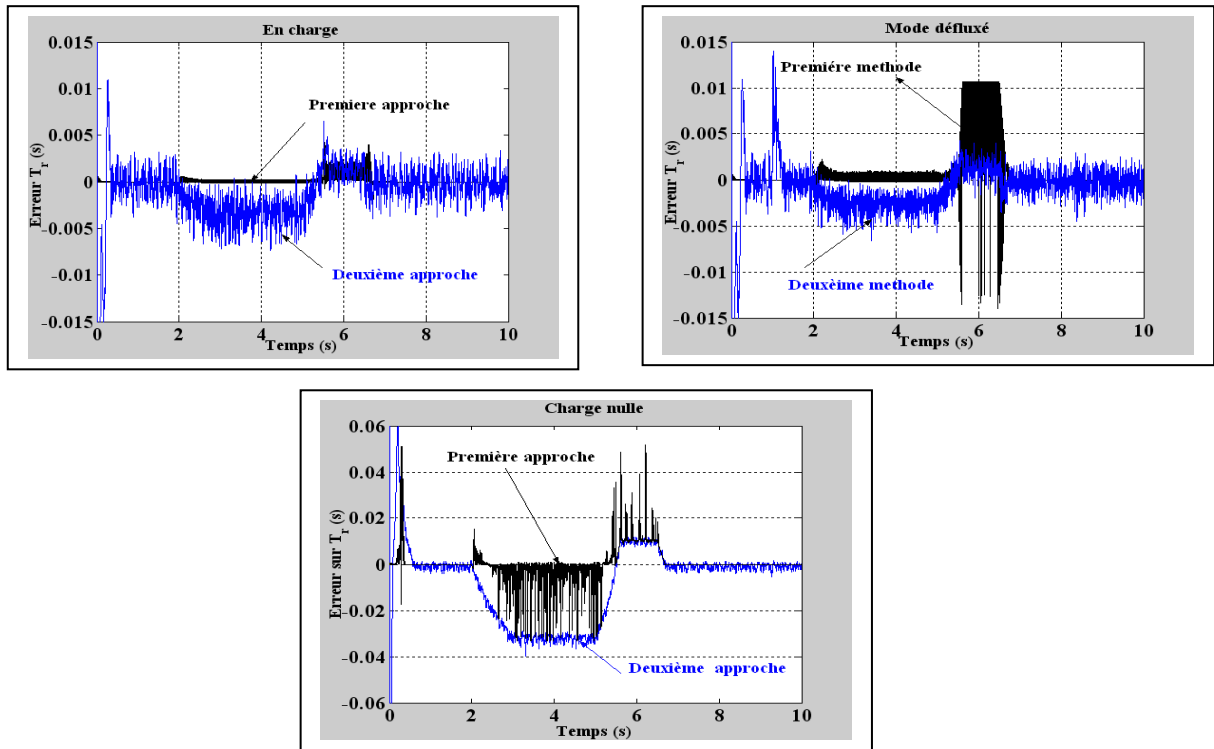 En charge
0.015
0.01
0.005
0
-0.005
-0.01
-0.015
Erreur T_r (s)
Premiere approche
Deuxième approche
0 2 4 6 8 10
Temps (s)
Mode défluxé
0.015
0.01
0.005
0
-0.005
-0.01
-0.015
Erreur T_r (s)
Premiére methode
Deuxèime methode
0 2 4 6 8 10
Temps (s)
Charge nulle
0.06
0.04
0.02
0
-0.02
-0.04
-0.06
Erreur sur T_r (s)
Première approche
Deuxième approche
0 2 4 6 8 10
Temps (s)